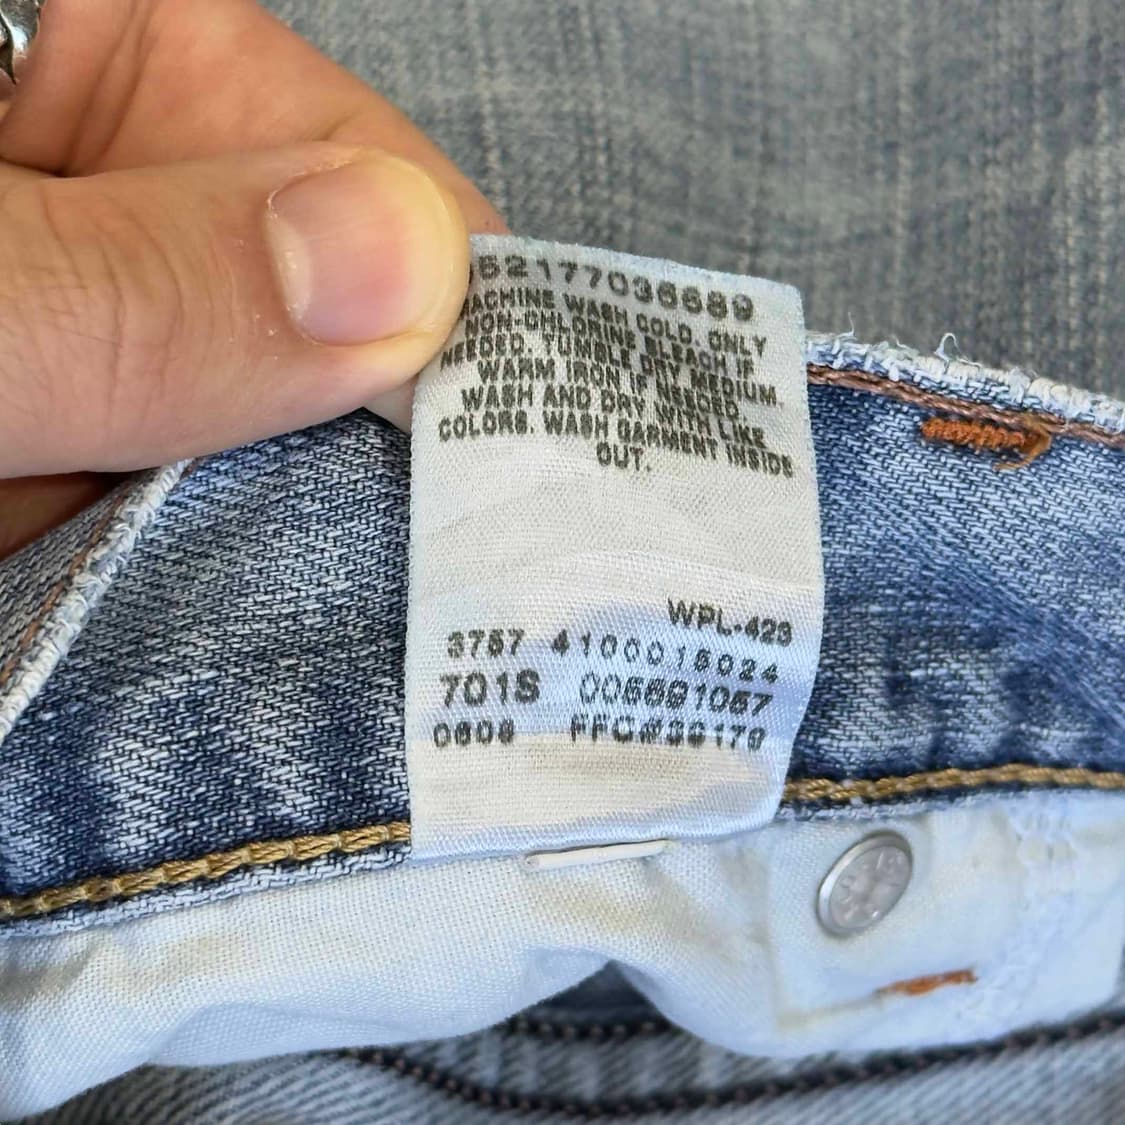 52177036689
MACHINE WASH COLD. ONLY
NON-CHLORINE BLEACH IF
NEEDED. TUMBLE DRY MEDIUM.
WARM IRON IF NEEDED.
WASH AND DRY WITH LIKE
COLORS. WASH GARMENT INSIDE
OUT.
WPL-423
3757 4100015024
701S 005591057
0608 FFC#39179